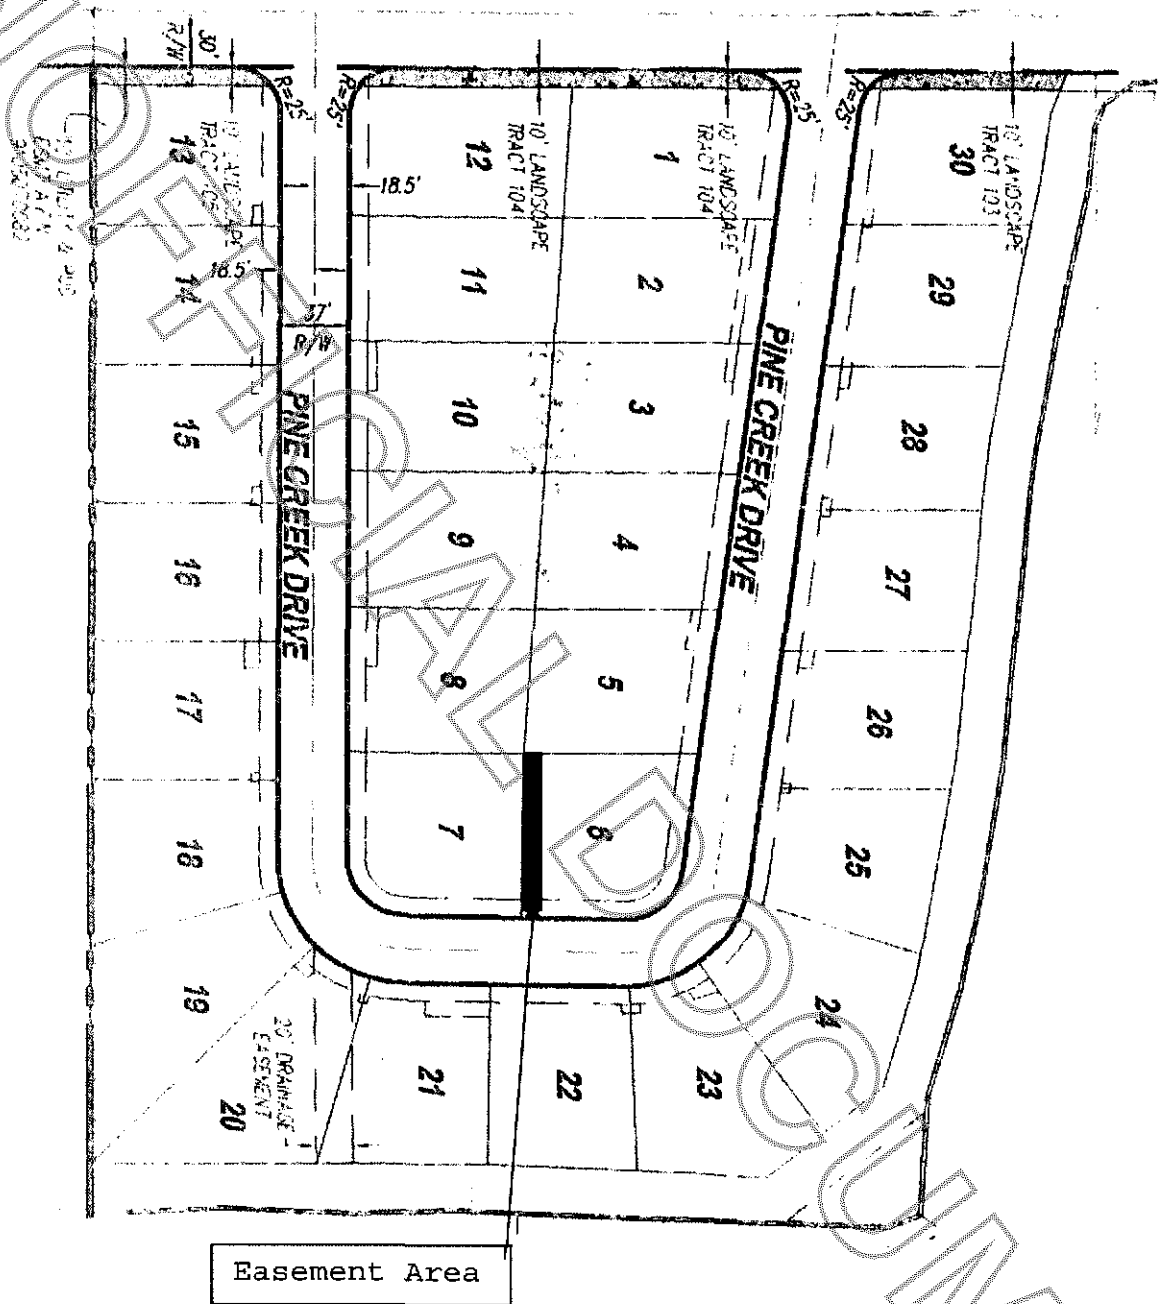 30'
R/W
R=25'
R=25'
R=25'
R=25'
10' LANDSCAPE
TRACT 104
10' LANDSCAPE
TRACT 104
10' LANDSCAPE
TRACT 103
13
12
1
30
18.5'
18.5'
37'
R/W
14
11
2
29
PINE CREEK DRIVE
PINE CREEK DRIVE
15
10
3
28
16
9
4
27
17
8
5
26
18
7
6
25
19
20
21
22
23
24
20' DRAINAGE
EASEMENT
Easement Area
UNOFFICIAL DOCUM